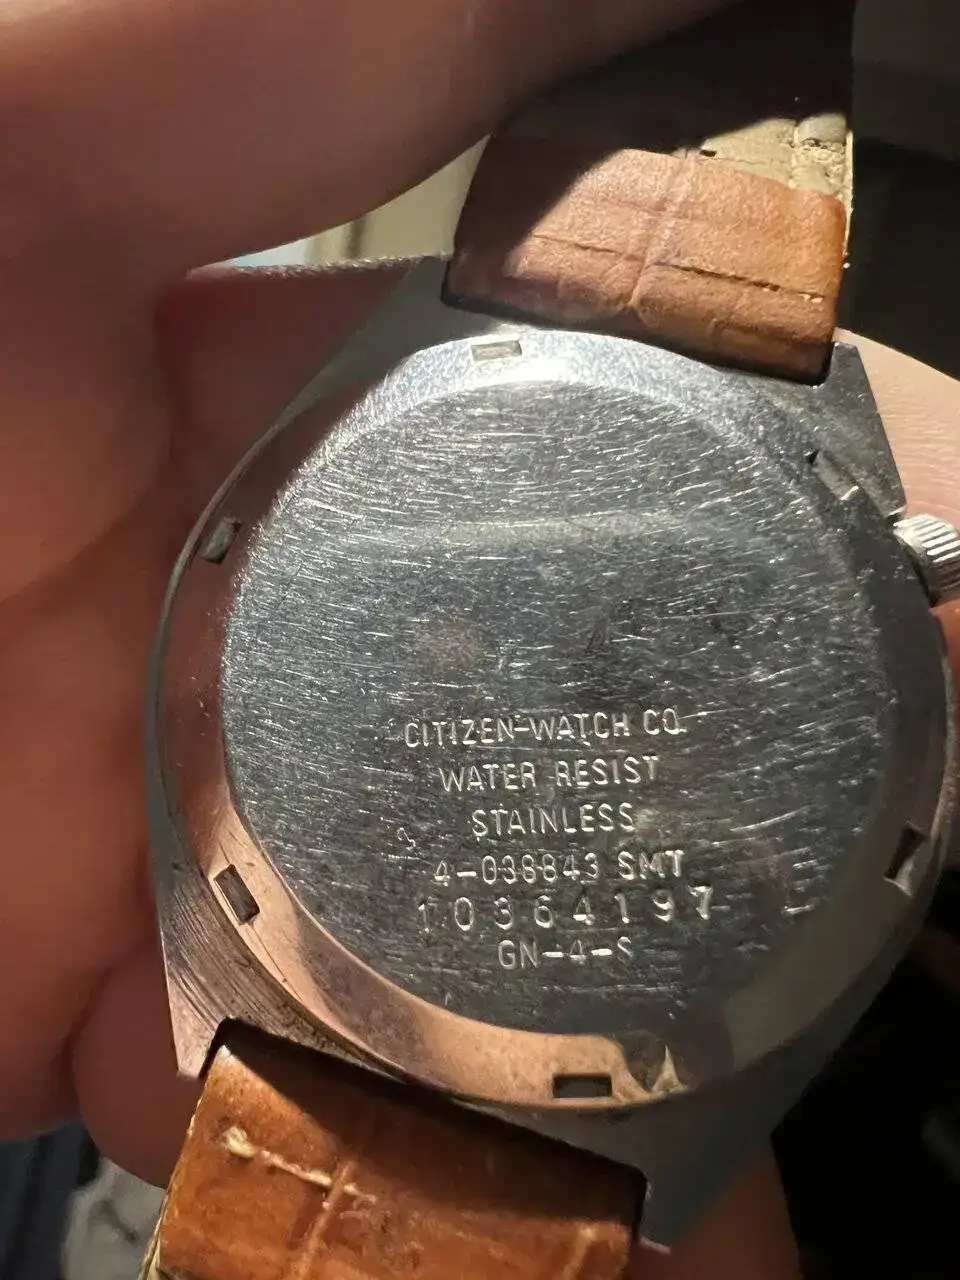 CITIZEN-WATCH CO.
WATER RESIST
STAINLESS
4-038843 SMT
10364197
GN-4-S